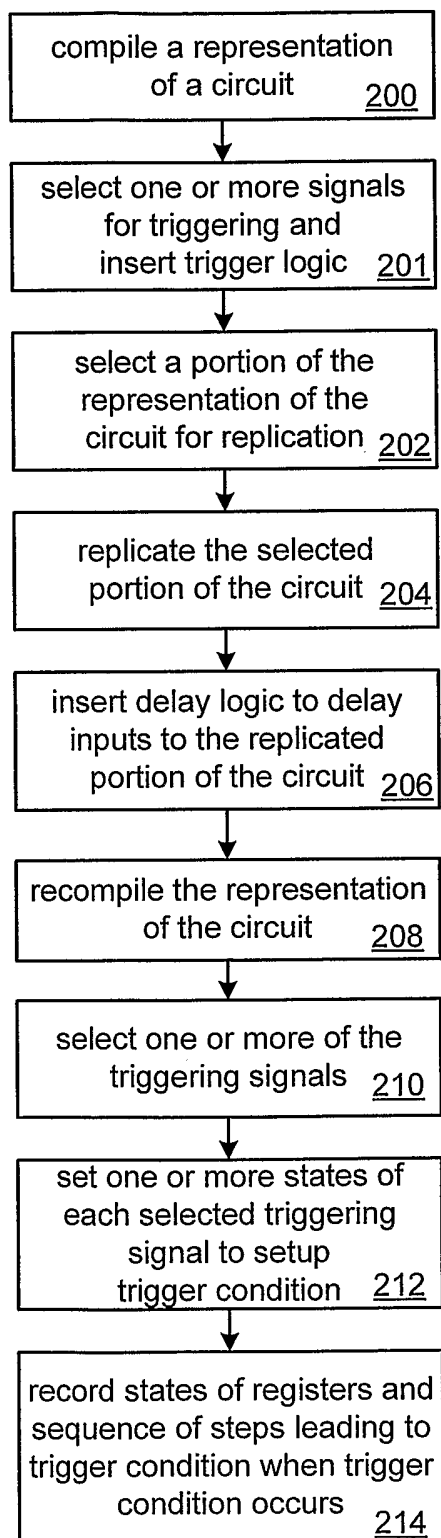 compile a representation
of a circuit 200
select one or more signals
for triggering and
insert trigger logic 201
select a portion of the
representation of the
circuit for replication 202
replicate the selected
portion of the circuit 204
insert delay logic to delay
inputs to the replicated
portion of the circuit 206
recompile the representation
of the circuit 208
select one or more of the
triggering signals 210
set one or more states of
each selected triggering
signal to setup
trigger condition 212
record states of registers and
sequence of steps leading to
trigger condition when trigger
condition occurs 214